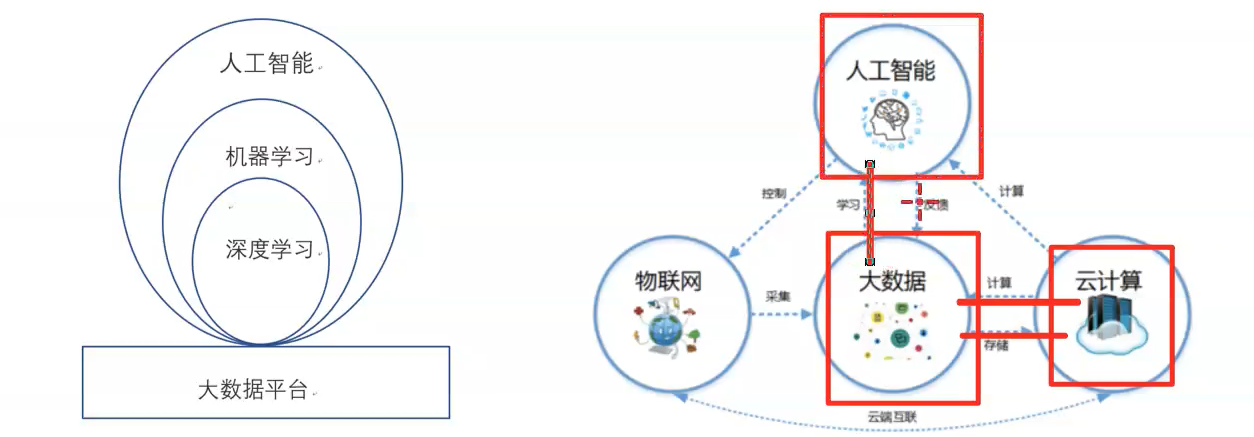 人工智能
机器学习
深度学习
大数据平台
人工智能
控制
学习
反馈
计算
物联网
采集
大数据
计算
存储
云计算
云端互联